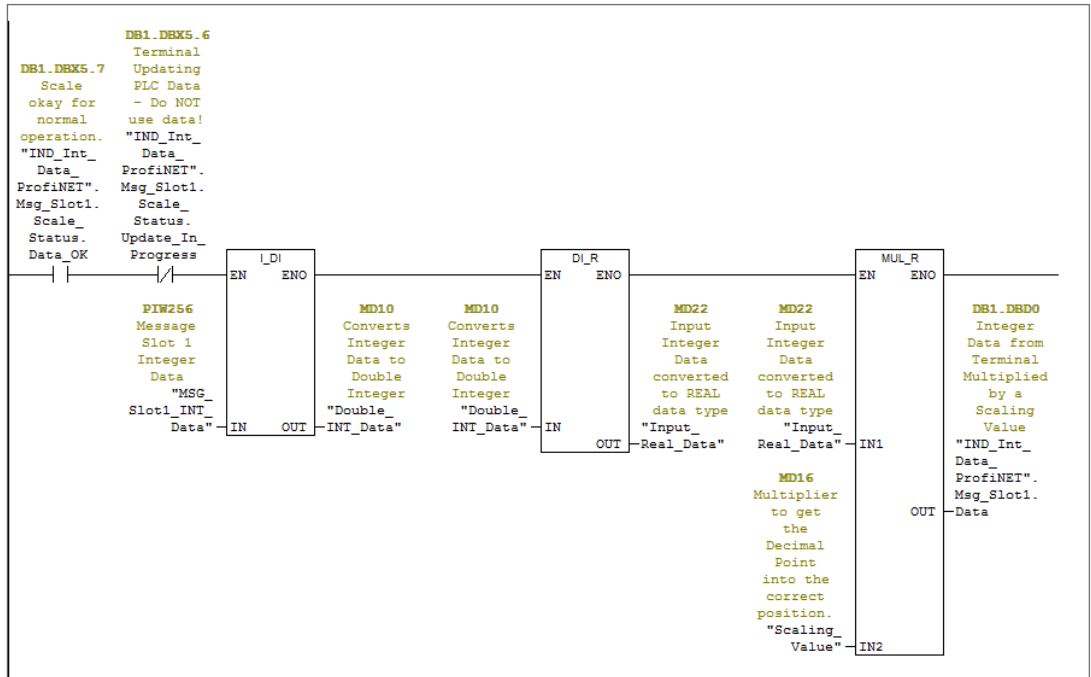 DB1.DBX5.7
Scale
okay for
normal
operation.
"IND_Int_
Data_
ProfiNET".
Msg_Slot1.
Scale_
Status.
Data_OK
DB1.DBX5.6
Terminal
Updating
PLC Data
- Do NOT
use data!
"IND_Int_
Data_
ProfiNET".
Msg_Slot1.
Scale_
Status.
Update_In_
Progress
I_DI
EN ENO
PIW256
Message
Slot 1
Integer
Data
"MSG_
Slot1_INT_
Data"
IN OUT
MD10
Converts
Integer
Data to
Double
Integer
"Double_
INT_Data"
DI_R
EN ENO
MD10
Converts
Integer
Data to
Double
Integer
"Double_
INT_Data"
IN
OUT
MD22
Input
Integer
Data
converted
to REAL
data type
"Input_
Real_Data"
MUL_R
EN ENO
MD22
Input
Integer
Data
converted
to REAL
data type
"Input_
Real_Data"
IN1
MD16
Multiplier
to get
the
Decimal
Point
into the
correct
position.
"Scaling_
Value"
IN2
OUT
DB1.DBD0
Integer
Data from
Terminal
Multiplied
by a
Scaling
Value
"IND_Int_
Data_
ProfiNET".
Msg_Slot1.
Data